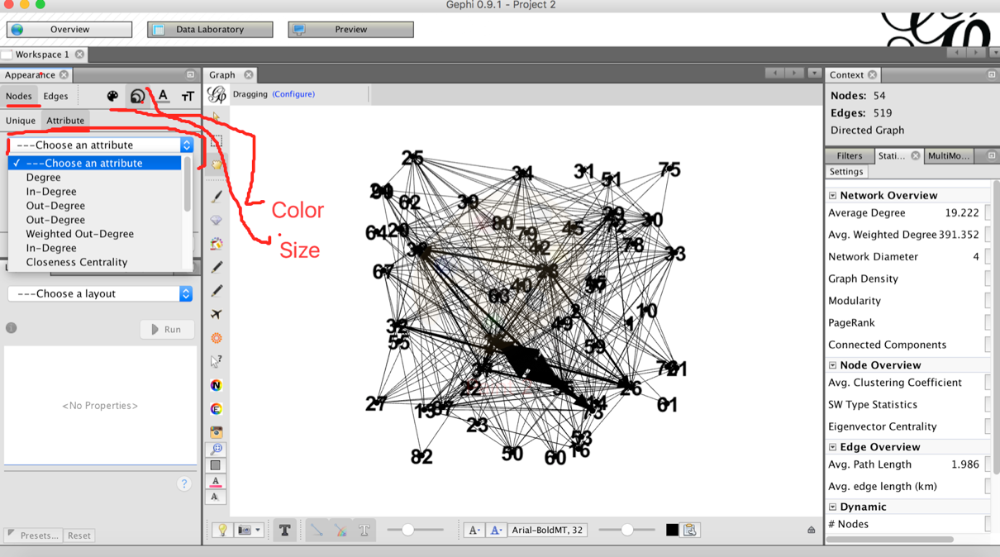 Gephi 0.9.1 - Project 2
Overview
Data Laboratory
Preview
Workspace 1
Appearance
Nodes Edges
A
TT
Unique Attribute
---Choose an attribute
✓ ---Choose an attribute
Degree
In-Degree
Out-Degree
Out-Degree
Weighted Out-Degree
In-Degree
Closeness Centrality
---Choose a layout
Run
<No Properties>
?
Presets...
Reset
Graph
Dragging (Configure)
Color
Size
25
34
31
51
75
62
39
29
30
64
20
80
79
45
42
78
33
67
40
63
2
49
10
1
32
55
59
22
26
61
27
13
23
73
53
16
82
50
60
N
E
A
A
T
T
A-
A-
Arial-BoldMT, 32
Context
Nodes: 54
Edges: 519
Directed Graph
Filters
Stati...
MultiMo...
Settings
Network Overview
Average Degree 19.222
Avg. Weighted Degree 391.352
Network Diameter 4
Graph Density
Modularity
PageRank
Connected Components
Node Overview
Avg. Clustering Coefficient
SW Type Statistics
Eigenvector Centrality
Edge Overview
Avg. Path Length 1.986
Avg. edge length (km)
Dynamic
# Nodes